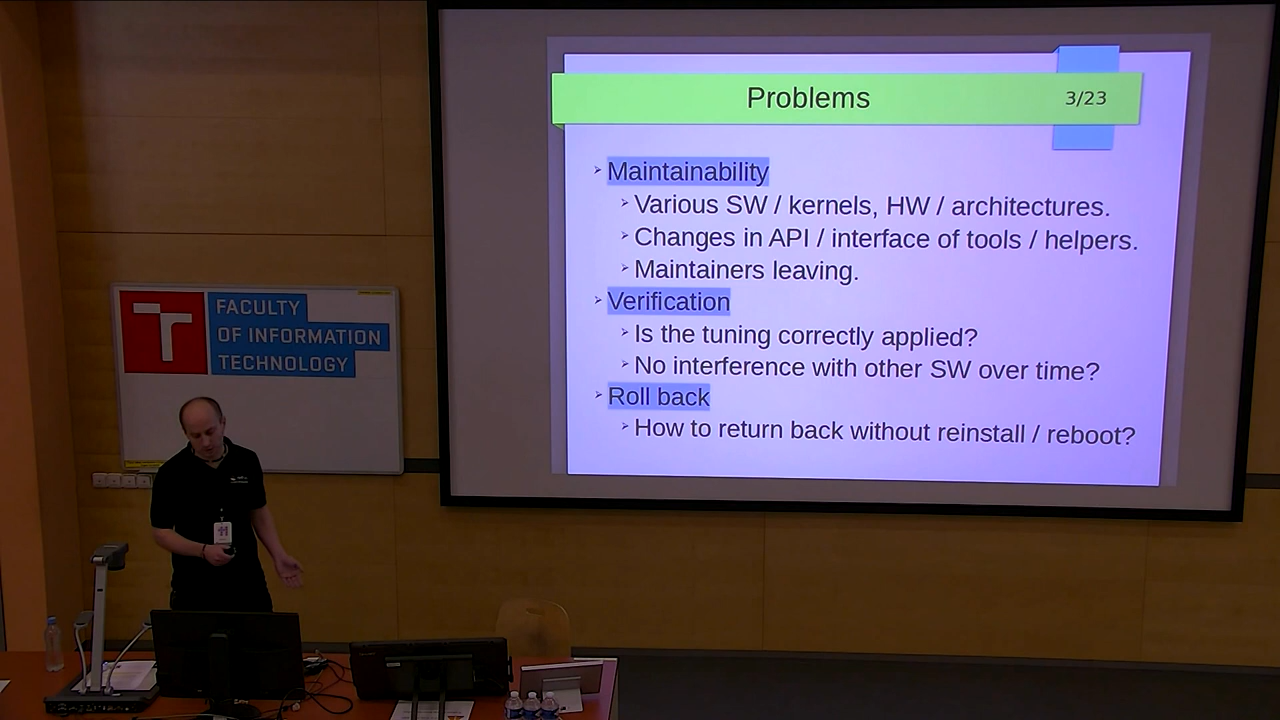 Problems
3/23
➢ Maintainability
➢ Various SW / kernels, HW / architectures.
➢ Changes in API / interface of tools / helpers.
➢ Maintainers leaving.
➢ Verification
➢ Is the tuning correctly applied?
➢ No interference with other SW over time?
➢ Roll back
➢ How to return back without reinstall / reboot?
FACULTY
OF INFORMATION
TECHNOLOGY